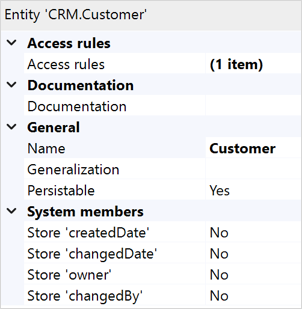 Entity 'CRM.Customer'
Access rules
Access rules (1 item)
Documentation
Documentation
General
Name Customer
Generalization
Persistable Yes
System members
Store 'createdDate' No
Store 'changedDate' No
Store 'owner' No
Store 'changedBy' No